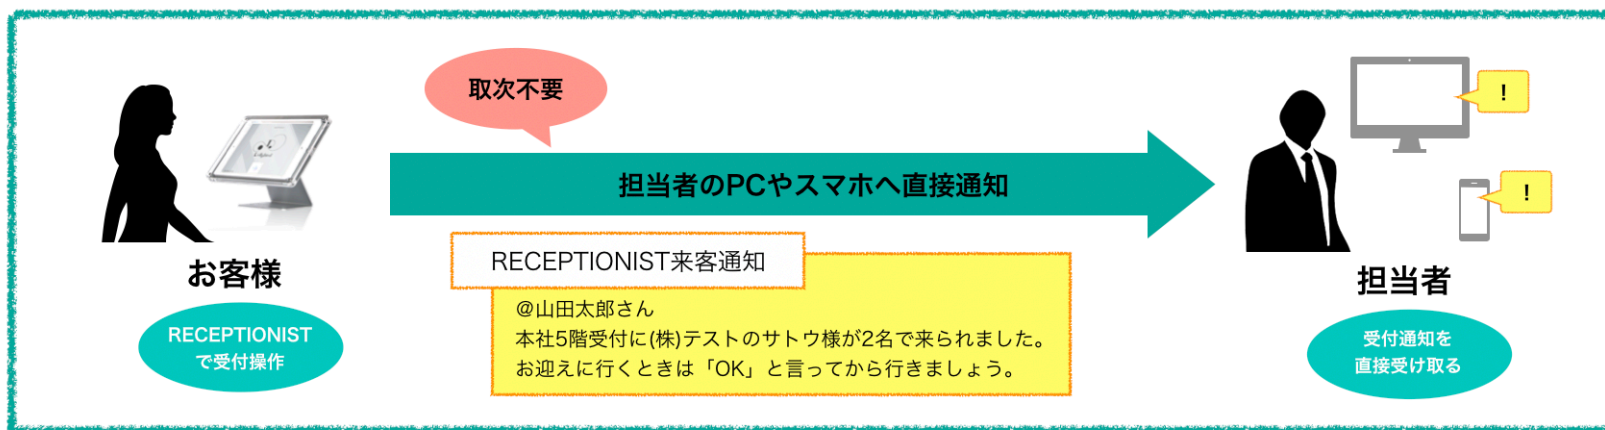 取次不要
!
担当者のPCやスマホへ直接通知
!
お客様
RECEPTIONIST
で受付操作
RECEPTIONIST来客通知
@山田太郎さん
本社5階受付に(株)テストのサトウ様が2名で来られました。
お迎えに行くときは「OK」と言ってから行きましょう。
担当者
受付通知を
直接受け取る